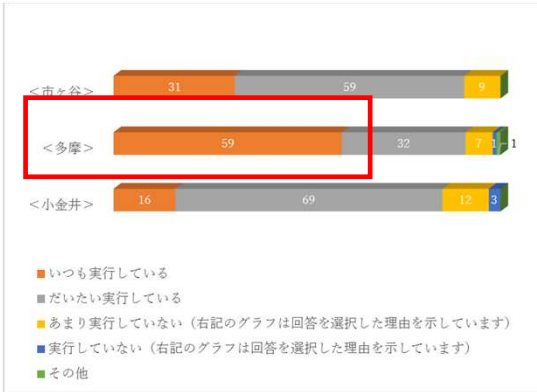 <市ヶ谷> 31 59 9
<多摩> 59 32 7 1 1
<小金井> 16 69 12 3
■いつも実行している
■だいたい実行している
■あまり実行していない（右記のグラフは回答を選択した理由を示しています）
■実行していない（右記のグラフは回答を選択した理由を示しています）
■その他